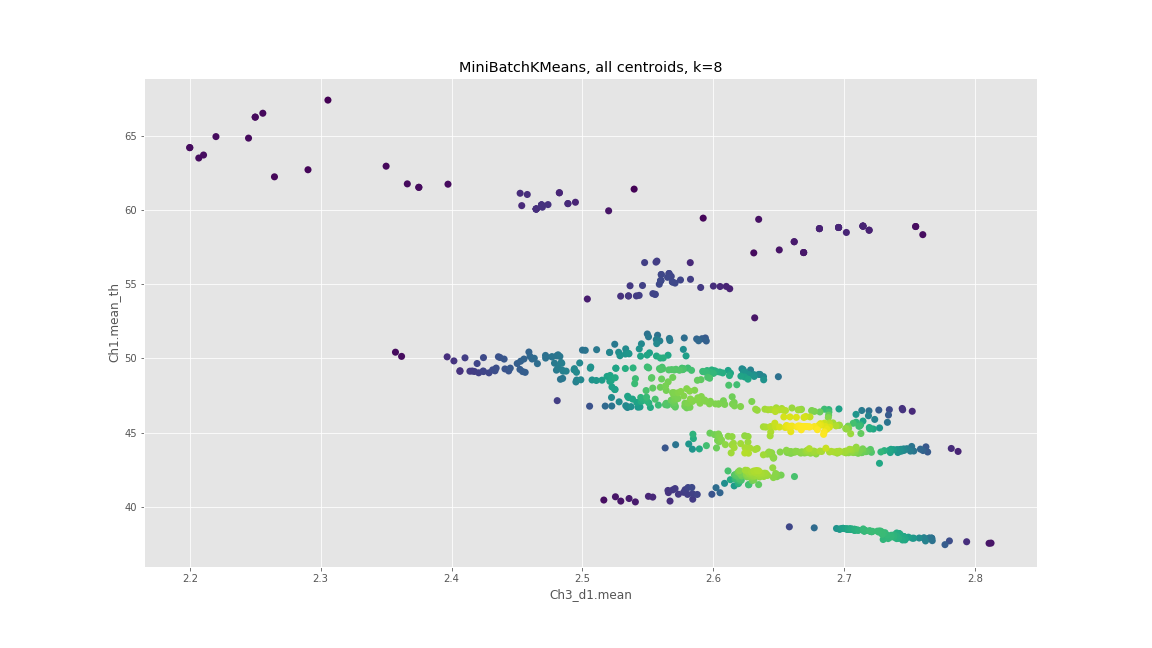 MiniBatchKMeans, all centroids, k=8
65
60
55
50
45
40
Ch1.mean_th
2.2 2.3 2.4 2.5 2.6 2.7 2.8
Ch3_d1.mean